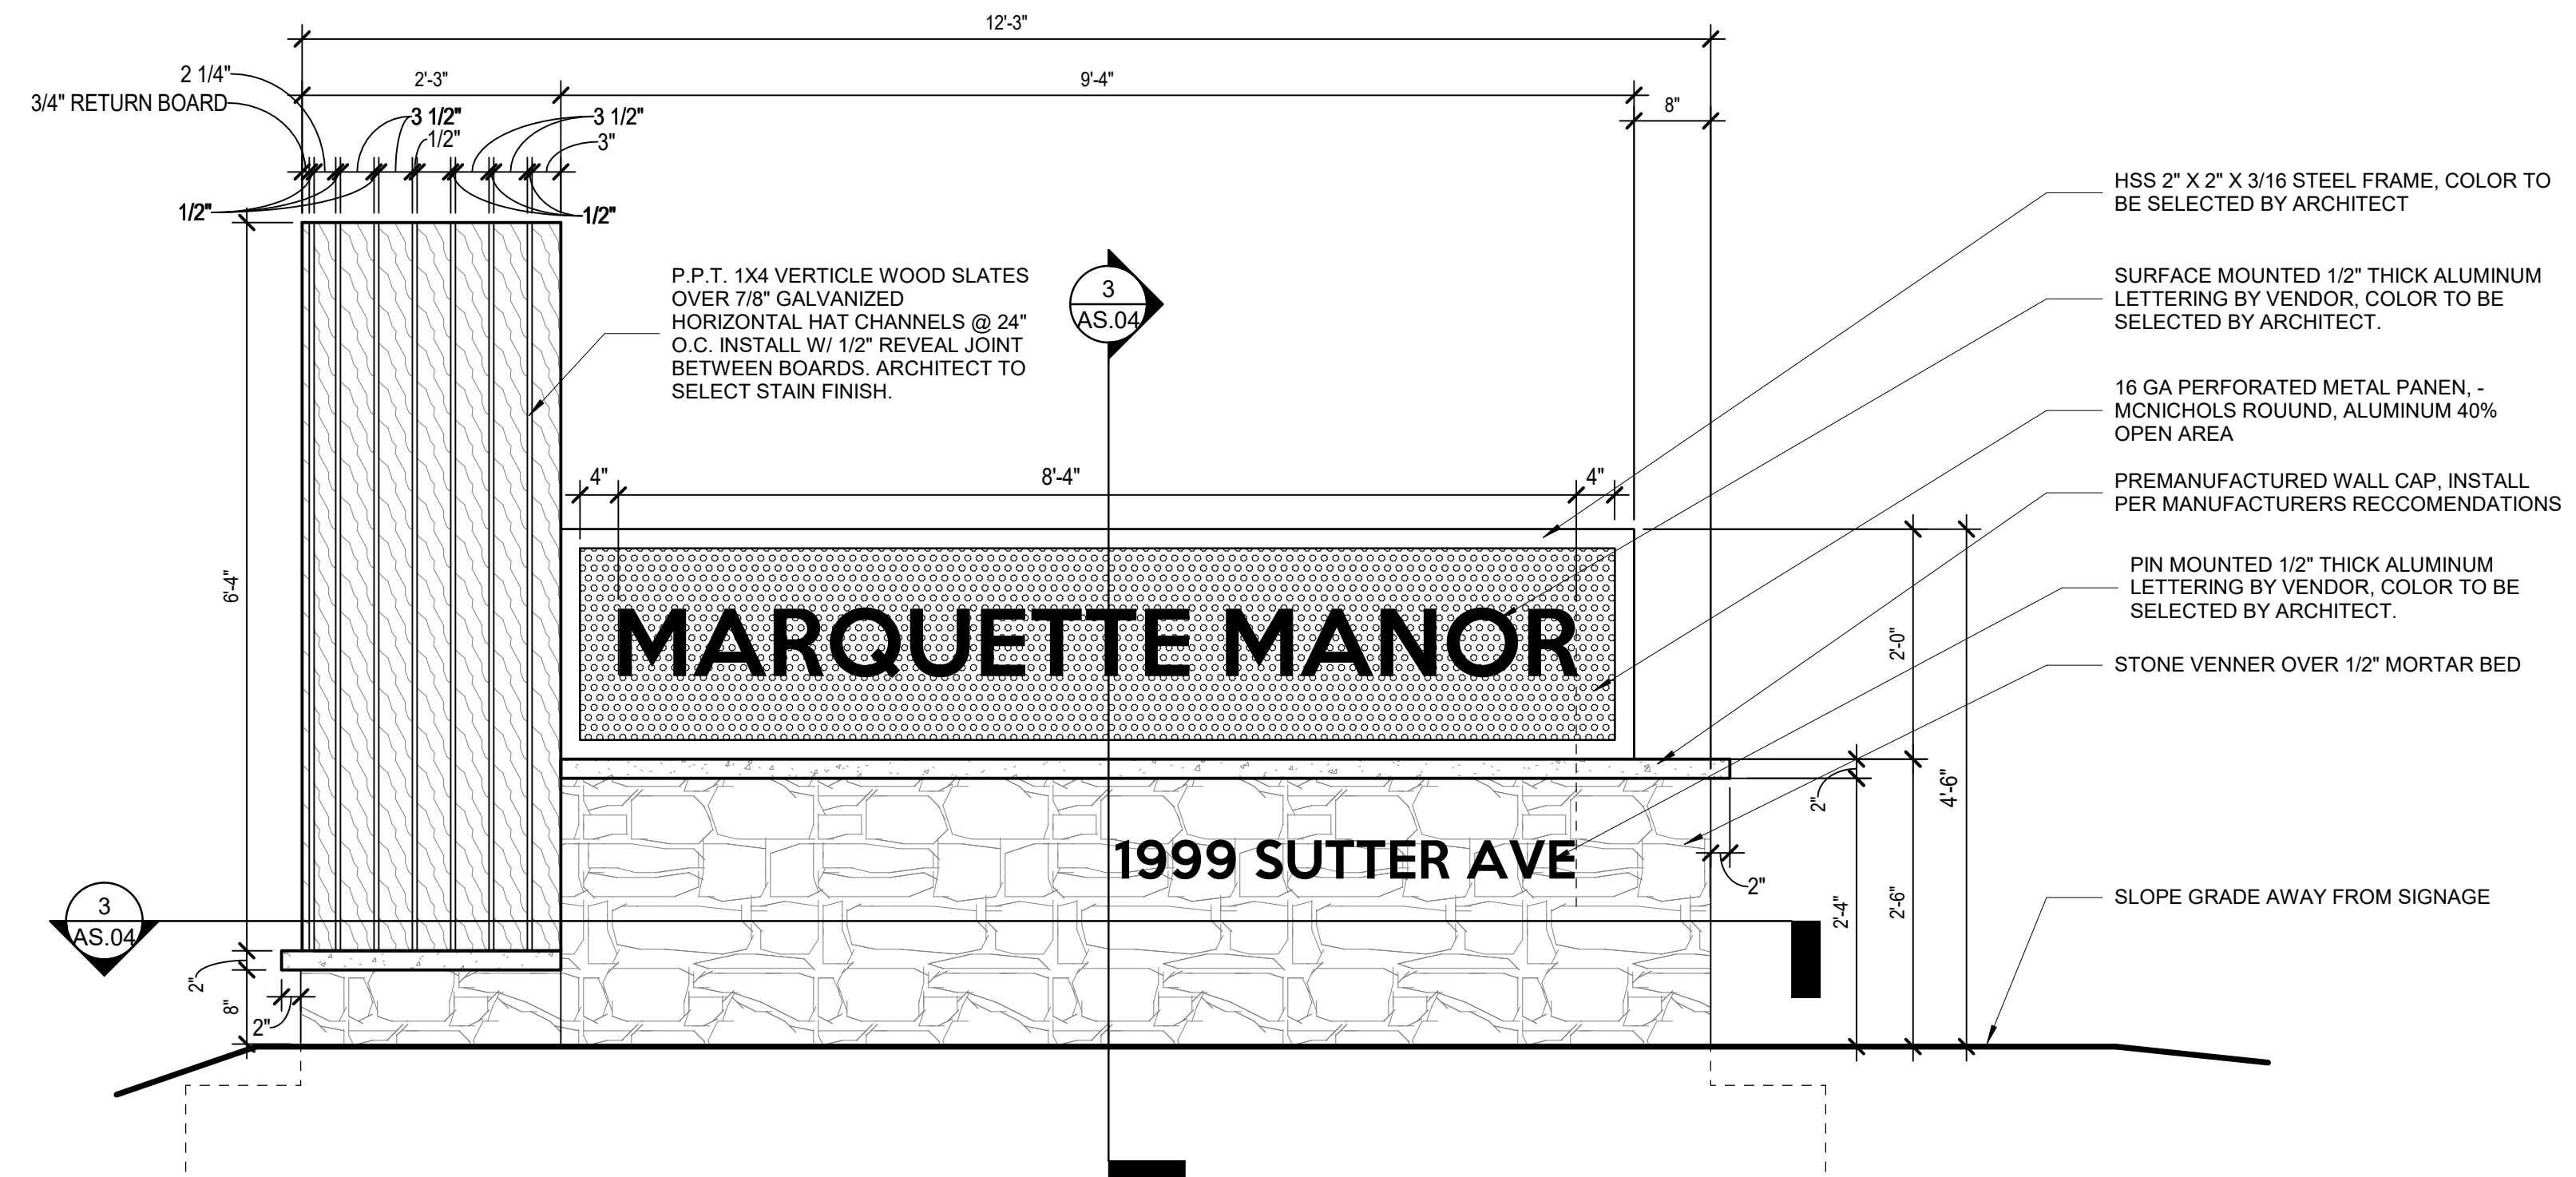 12'-3"
2'-3"
9'-4"
8"
2 1/4"
3/4" RETURN BOARD
3 1/2"
1/2"
3 1/2"
3"
1/2"
1/2"
HSS 2" X 2" X 3/16 STEEL FRAME, COLOR TO
BE SELECTED BY ARCHITECT
P.P.T. 1X4 VERTICLE WOOD SLATES
OVER 7/8" GALVANIZED
HORIZONTAL HAT CHANNELS @ 24"
O.C. INSTALL W/ 1/2" REVEAL JOINT
BETWEEN BOARDS. ARCHITECT TO
SELECT STAIN FINISH.
3
AS.04
SURFACE MOUNTED 1/2" THICK ALUMINUM
LETTERING BY VENDOR, COLOR TO BE
SELECTED BY ARCHITECT.
16 GA PERFORATED METAL PANEN, -
MCNICHOLS ROUUND, ALUMINUM 40%
OPEN AREA
4"
8'-4"
4"
PREMANUFACTURED WALL CAP, INSTALL
PER MANUFACTURERS RECCOMENDATIONS
6'-4"
MARQUETTE MANOR
2'-0"
PIN MOUNTED 1/2" THICK ALUMINUM
LETTERING BY VENDOR, COLOR TO BE
SELECTED BY ARCHITECT.
STONE VENNER OVER 1/2" MORTAR BED
2"
4'-6"
1999 SUTTER AVE
2"
2'-4"
2'-6"
SLOPE GRADE AWAY FROM SIGNAGE
3
AS.04
2"
8"
2"